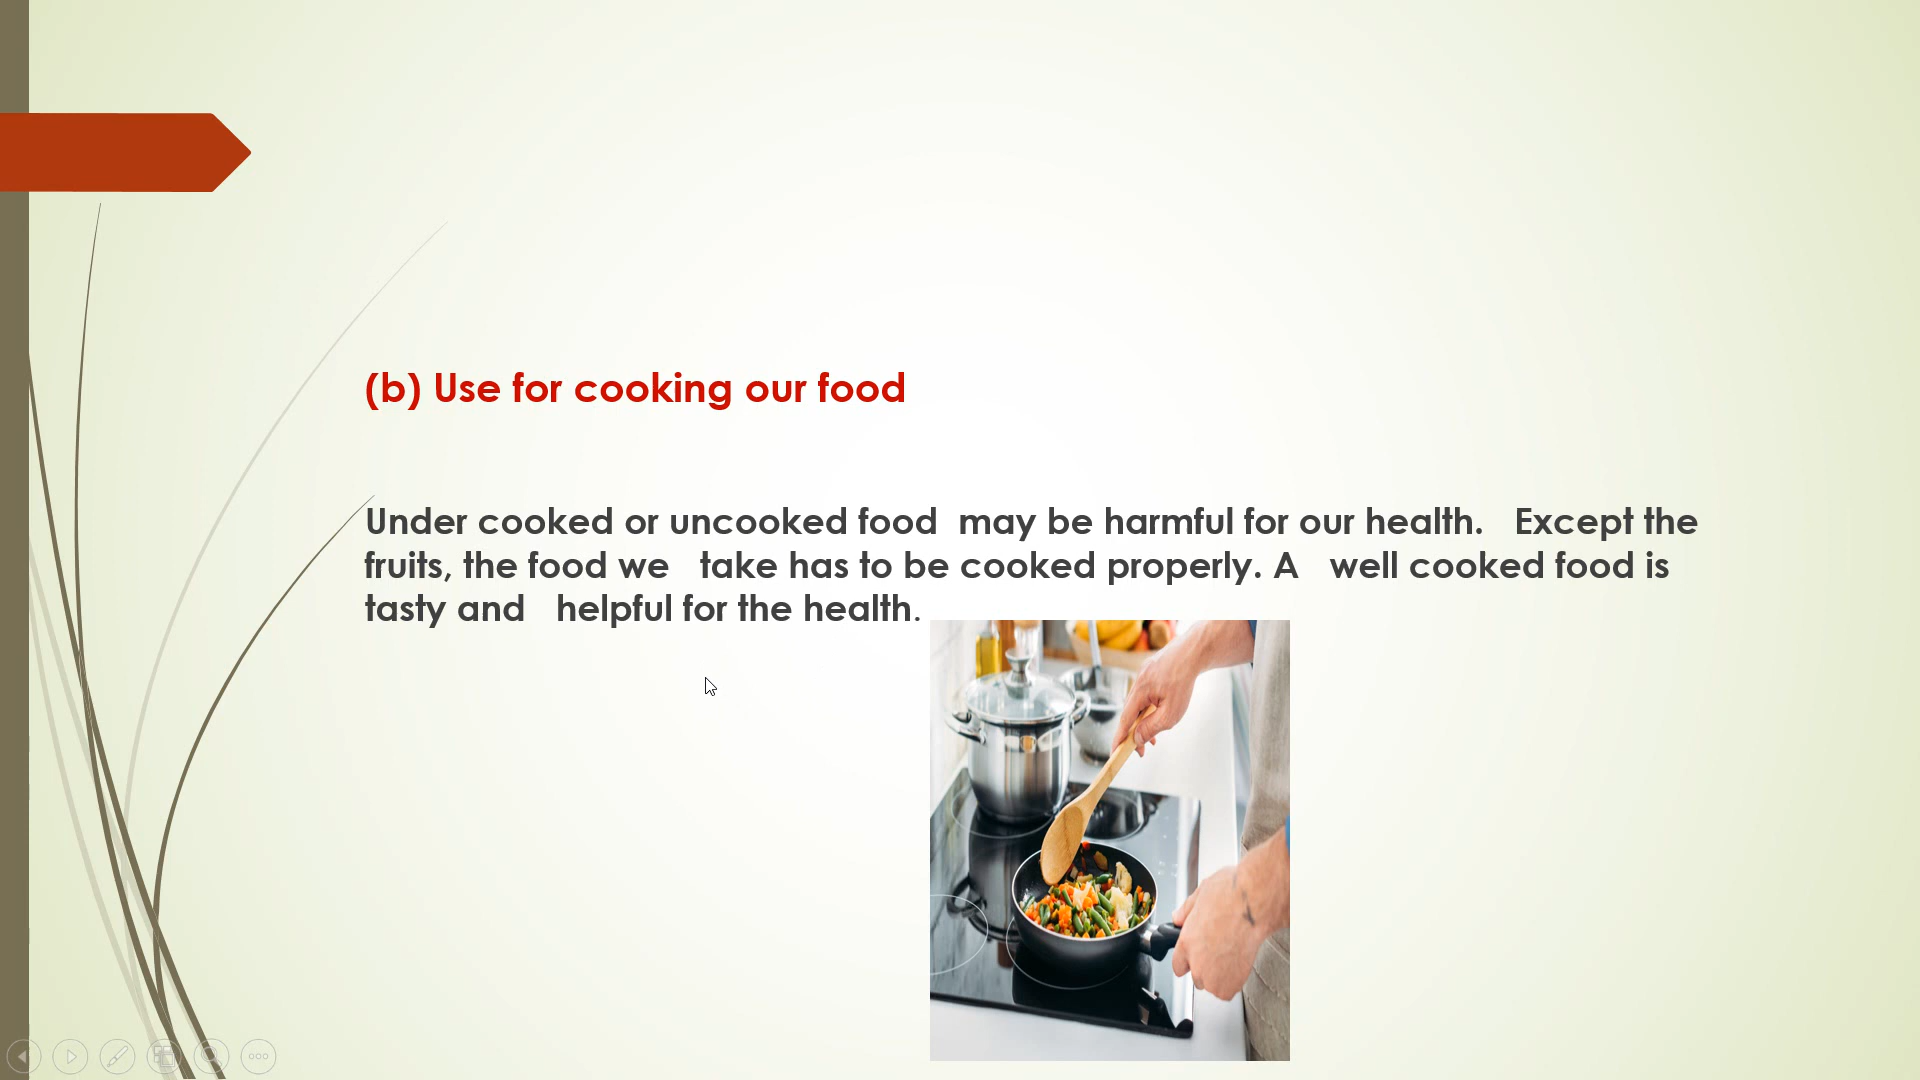 (b) Use for cooking our food
Under cooked or uncooked food  may be harmful for our health.   Except the
fruits, the food we   take has to be cooked properly. A   well cooked food is
tasty and   helpful for the health.